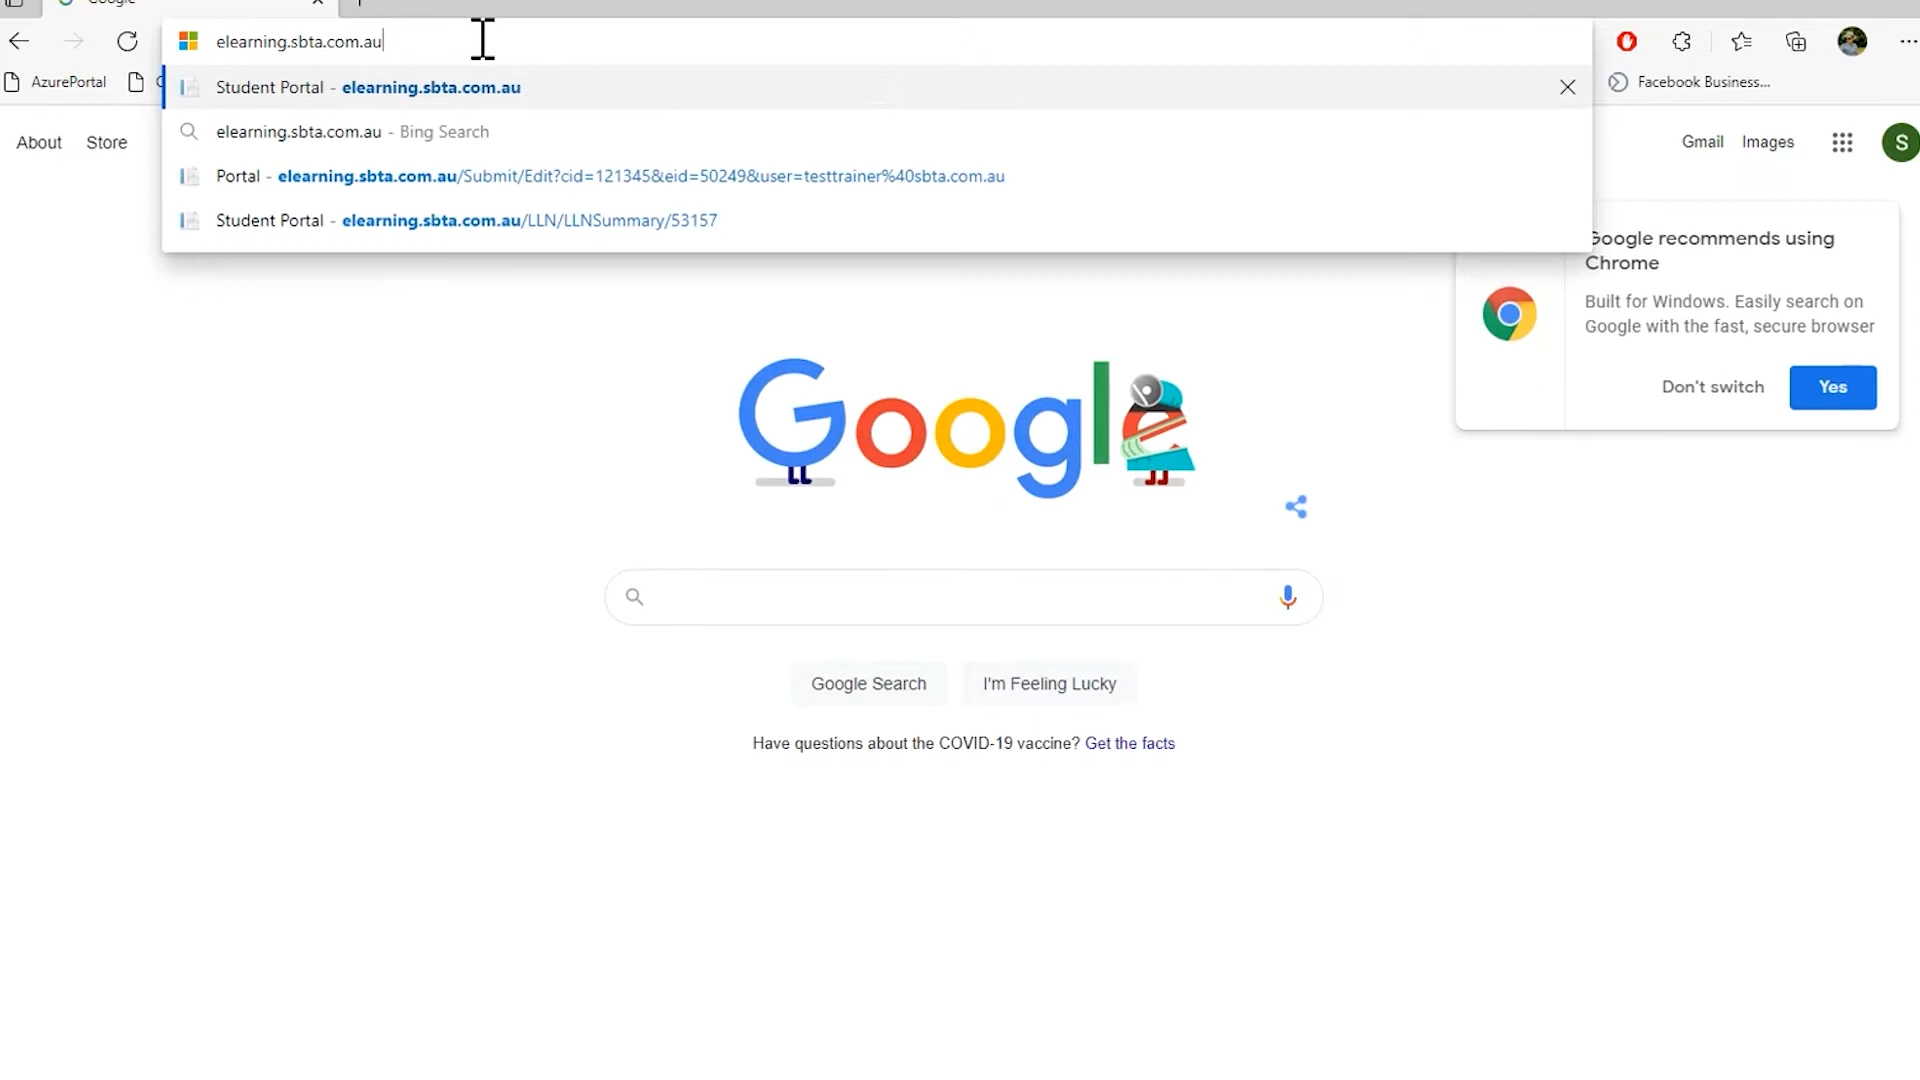 Google
elearning.sbta.com.au
AzurePortal
Facebook Business...
Student Portal - elearning.sbta.com.au
elearning.sbta.com.au - Bing Search
Portal - elearning.sbta.com.au/Submit/Edit?cid=121345&eid=50249&user=testtrainer%40sbta.com.au
Student Portal - elearning.sbta.com.au/LLN/LLNSummary/53157
About Store
Gmail Images
S
Google recommends using
Chrome
Built for Windows. Easily search on
Google with the fast, secure browser
Don't switch Yes
Google
Google Search I'm Feeling Lucky
Have questions about the COVID-19 vaccine? Get the facts